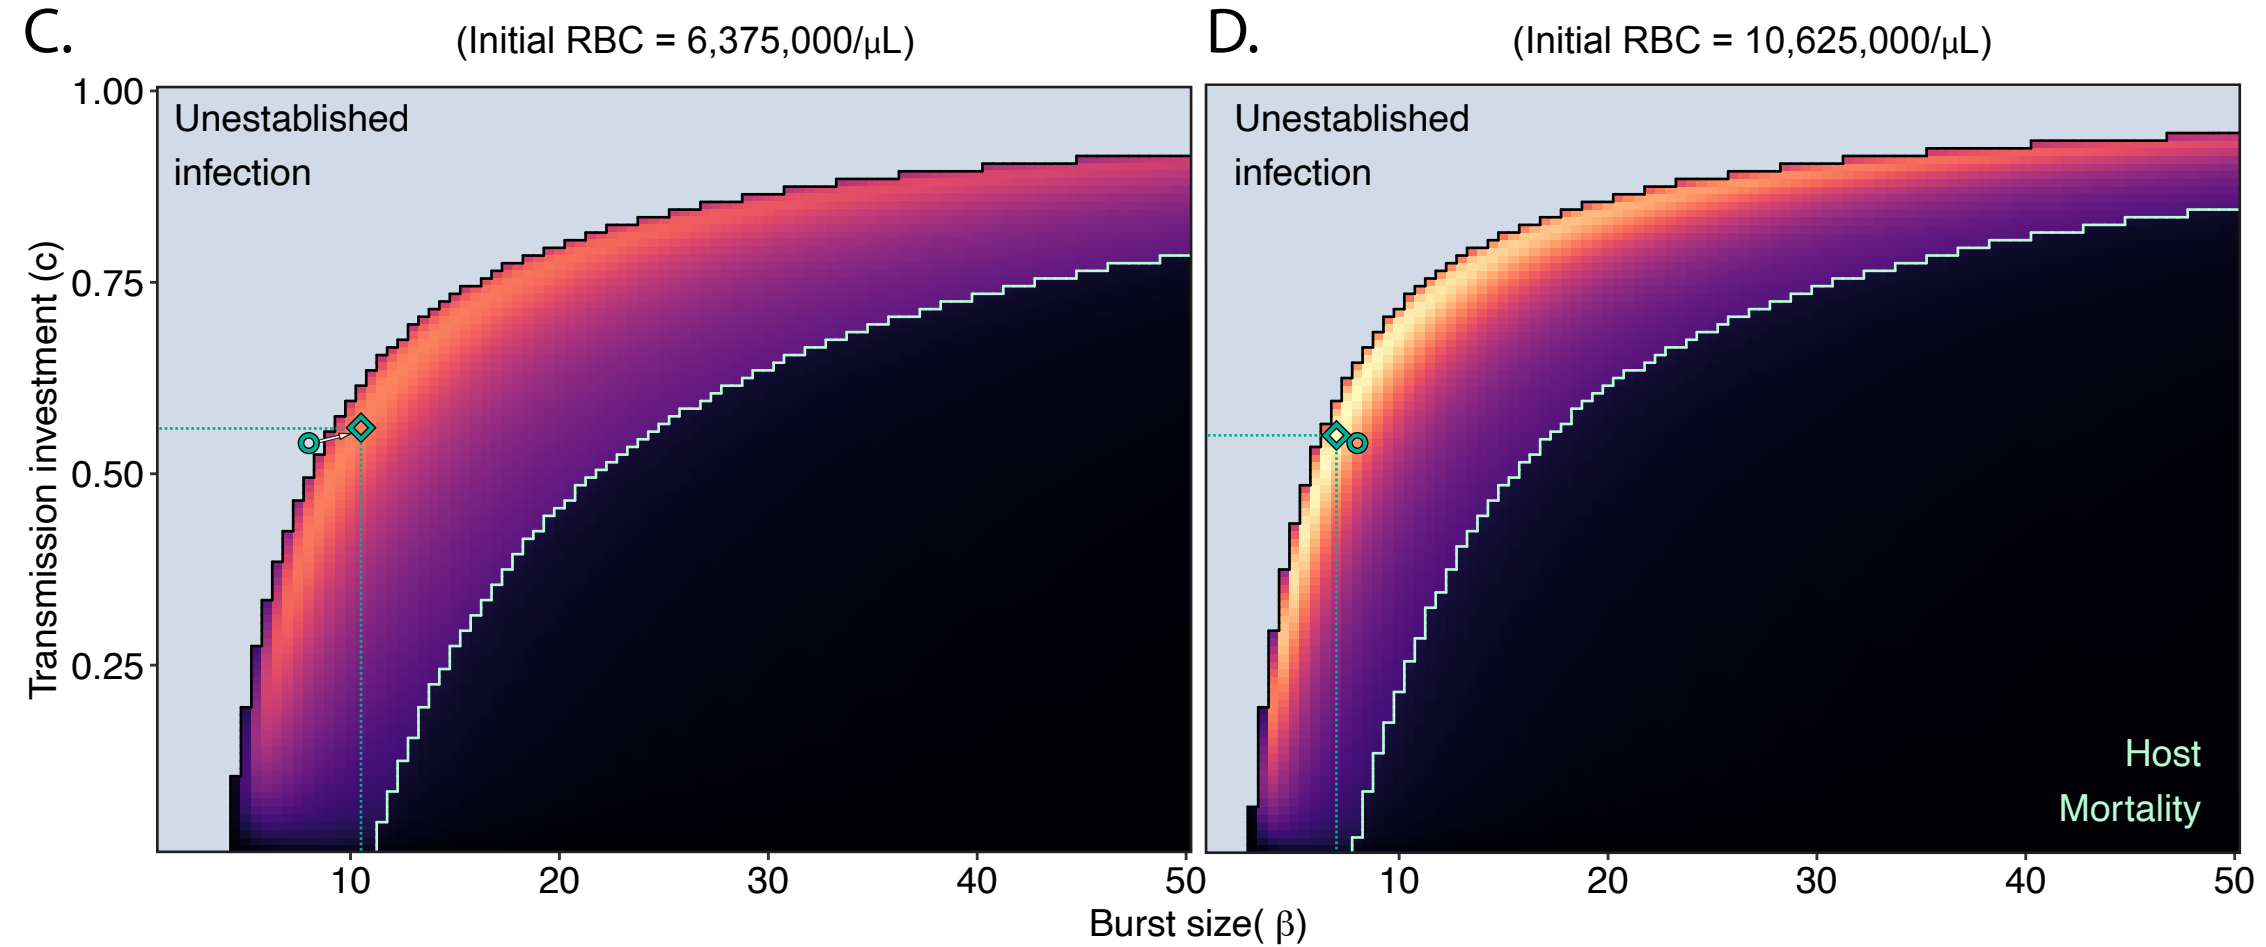 C.
(Initial RBC = 6,375,000/μL)
D.
(Initial RBC = 10,625,000/μL)
Unestablished
infection
Unestablished
infection
Host
Mortality
Transmission investment (c)
1.00
0.75
0.50
0.25
10
20
30
40
50
10
20
30
40
50
Burst size( β)